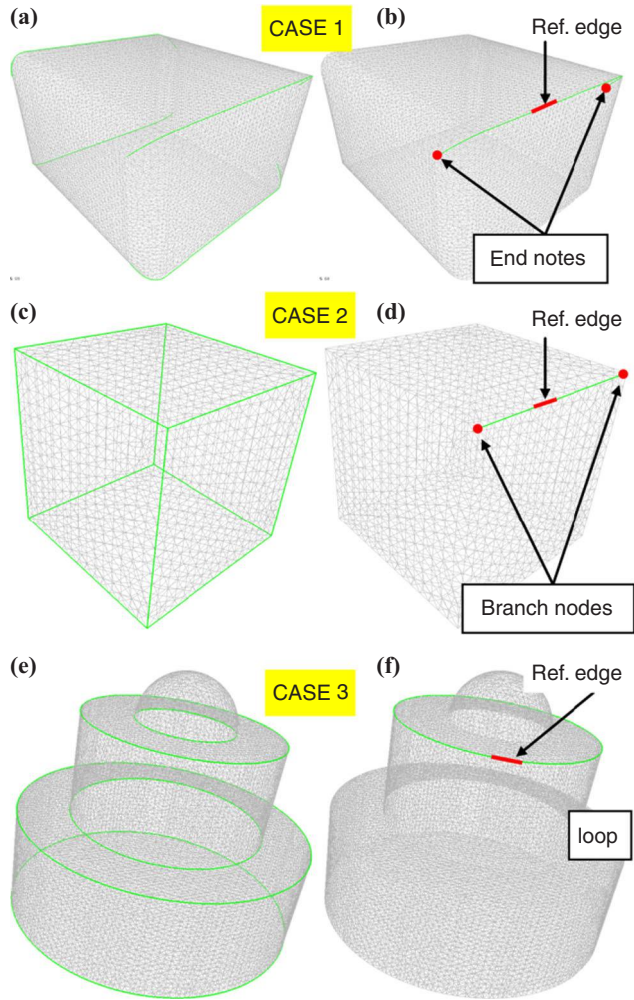 (a)
CASE 1
(b)
Ref. edge
End notes
(c)
CASE 2
(d)
Ref. edge
Branch nodes
(e)
CASE 3
(f)
Ref. edge
loop